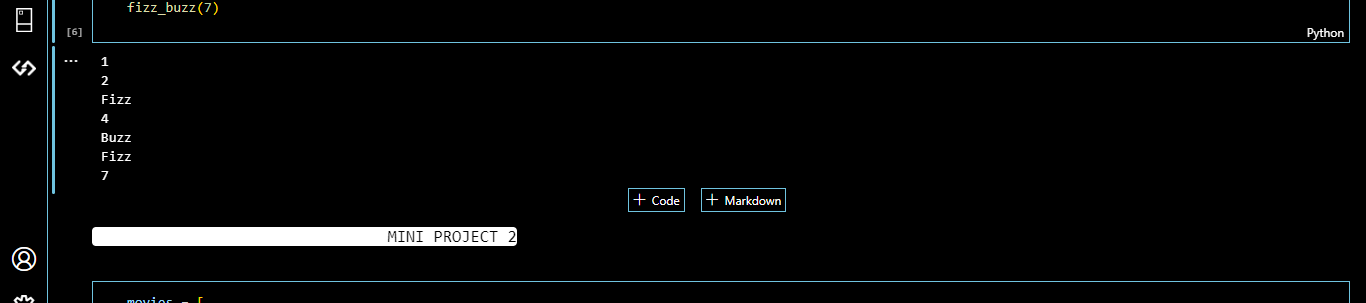 fizz_buzz(7)
[6]
Python
...
1
2
Fizz
4
Buzz
Fizz
7
+ Code + Markdown
MINI PROJECT 2
movies = [